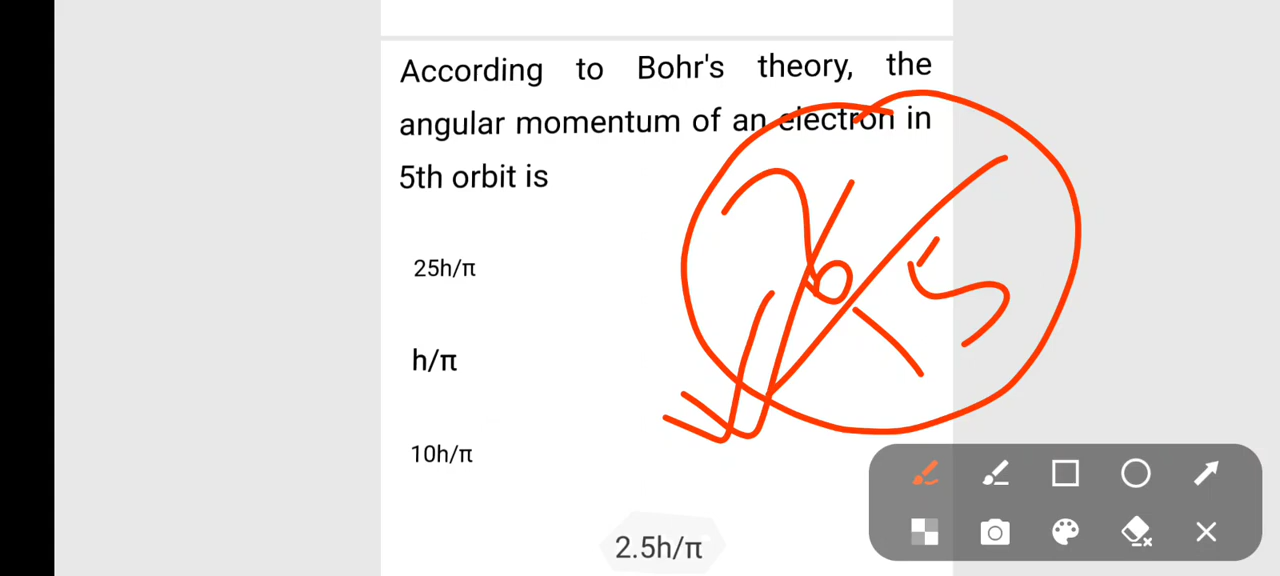 According to Bohr's theory, the
angular momentum of an electron in
5th orbit is
25h/π
h/π
10h/π
2.5h/π